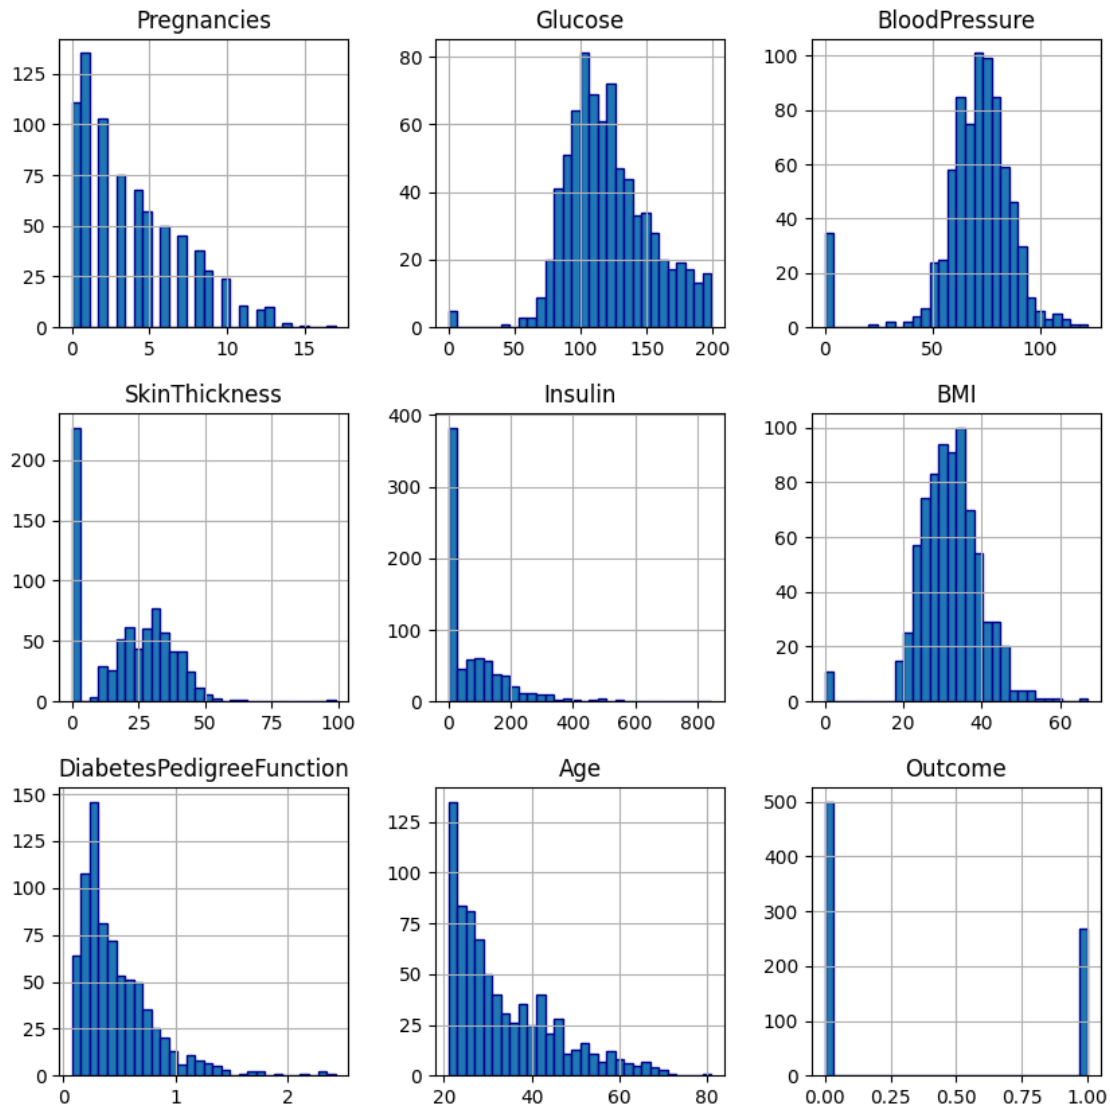 Pregnancies
125
100
75
50
25
0
0 5 10 15
Glucose
80
60
40
20
0
0 50 100 150 200
BloodPressure
100
80
60
40
20
0
0 50 100
SkinThickness
200
150
100
50
0
0 25 50 75 100
Insulin
400
300
200
100
0
0 200 400 600 800
BMI
100
80
60
40
20
0
0 20 40 60
DiabetesPedigreeFunction
150
125
100
75
50
25
0
0 1 2
Age
125
100
75
50
25
0
20 40 60 80
Outcome
500
400
300
200
100
0
0.00 0.25 0.50 0.75 1.00